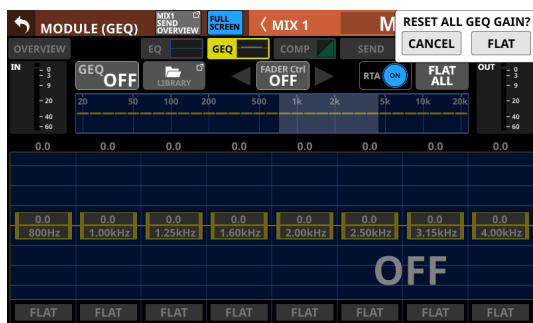 MODULE (GEQ) MIX1 SEND OVERVIEW FULL SCREEN MIX 1 M
RESET ALL GEQ GAIN?
CANCEL FLAT
OVERVIEW EQ GEQ COMP SEND
IN 0 3 9 20 40 60
GEQ OFF LIBRARY FADER Ctrl OFF RTA ON FLAT ALL
OUT 0 3 9 20 40 60
20 50 100 200 500 1k 2k 5k 10k 20k
0.0 0.0 0.0 0.0 0.0 0.0 0.0 0.0
0.0 0.0 0.0 0.0 0.0 0.0 0.0 0.0
800Hz 1.00kHz 1.25kHz 1.60kHz 2.00kHz 2.50kHz 3.15kHz 4.00kHz
OFF
FLAT FLAT FLAT FLAT FLAT FLAT FLAT FLAT